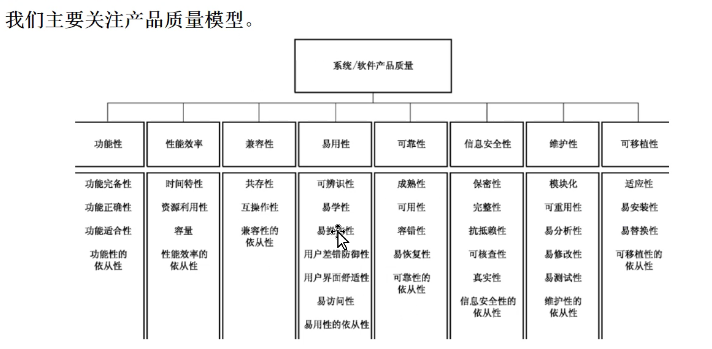 我们主要关注产品质量模型。
系统/软件产品质量
功能性
性能效率
兼容性
易用性
可靠性
信息安全性
维护性
可移植性
功能完备性
功能正确性
功能适合性
功能性的
依从性
时间特性
资源利用性
容量
性能效率的
依从性
共存性
互操作性
兼容性的
依从性
可辨识性
易学性
用户差错防御性
用户界面舒适性
易访问性
易用性的依从性
成熟性
可用性
容错性
易恢复性
可靠性的
依从性
保密性
完整性
抗抵赖性
可核查性
真实性
信息安全性的
依从性
模块化
可重用性
易分析性
易修改性
易测试性
维护性的
依从性
适应性
易安装性
易替换性
可移植性的
依从性